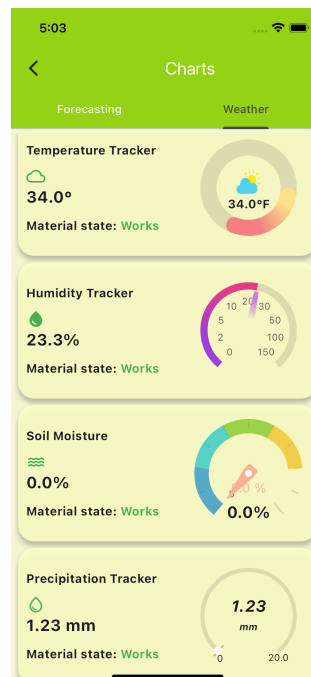 5:03
Charts
Forecasting Weather
Temperature Tracker
34.0º
Material state: Works
34.0ºF
Humidity Tracker
23.3%
Material state: Works
0 2 5 10 20 30 50 100 150
Soil Moisture
0.0%
Material state: Works
0.0 %
0.0%
Precipitation Tracker
1.23 mm
Material state: Works
1.23
mm
0 20.0